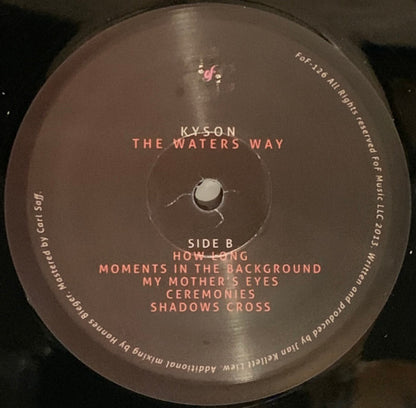 KYSON
THE WATERS WAY
SIDE B
HOW LONG
MOMENTS IN THE BACKGROUND
MY MOTHER'S EYES
CEREMONIES
SHADOWS CROSS
FoF-126 All Rights reserved FoF Music LLC 2013. Written and produced by Jian Kellett Liew. Additional mixing by Hannes Bieger. Mastered by Carl Saff.